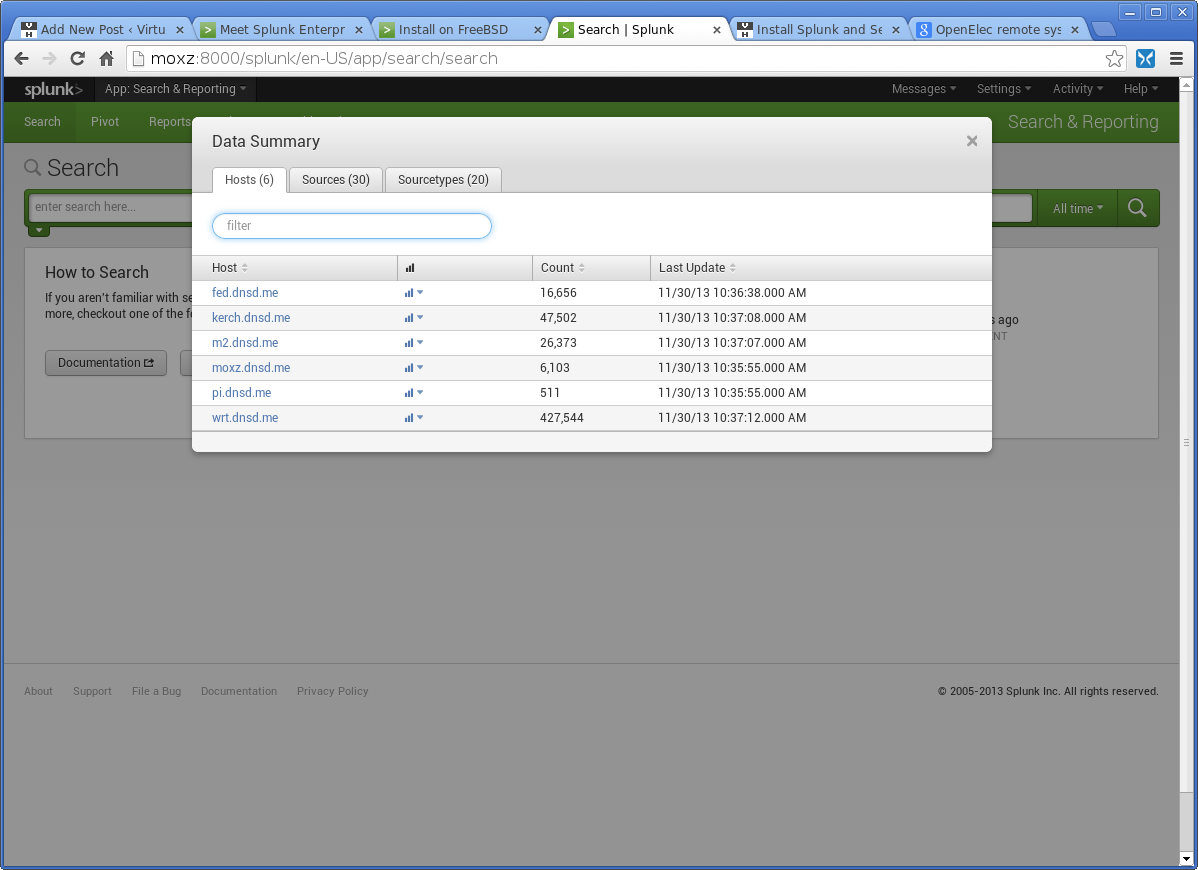 Add New Post ‹ Virtu
Meet Splunk Enterpr
Install on FreeBSD
Search | Splunk
Install Splunk and Se
OpenElec remote sys
moxz:8000/splunk/en-US/app/search/search
splunk> App: Search & Reporting Messages Settings Activity Help
Search Pivot Reports Search & Reporting
Search
enter search here... All time
Data Summary
Hosts (6) Sources (30) Sourcetypes (20)
filter
Host Count Last Update
fed.dnsd.me 16,656 11/30/13 10:36:38.000 AM
kerch.dnsd.me 47,502 11/30/13 10:37:08.000 AM
m2.dnsd.me 26,373 11/30/13 10:37:07.000 AM
moxz.dnsd.me 6,103 11/30/13 10:35:55.000 AM
pi.dnsd.me 511 11/30/13 10:35:55.000 AM
wrt.dnsd.me 427,544 11/30/13 10:37:12.000 AM
How to Search
If you aren't familiar with se
more, checkout one of the fo
Documentation
s ago
NT
About Support File a Bug Documentation Privacy Policy © 2005-2013 Splunk Inc. All rights reserved.